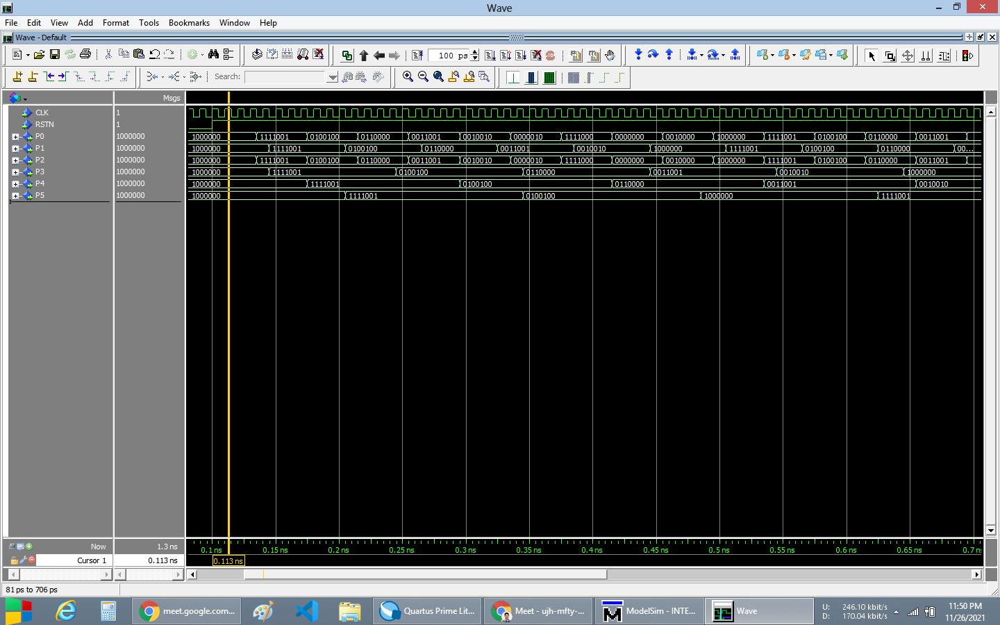 Wave
File Edit View Add Format Tools Bookmarks Window Help
Wave - Default
100 ps
Search:
Msgs
CLK 1
RSTN 1
P0 1000000 1000000 1111001 0100100 0110000 0011001 0010010 0000010 1111000 0000000 0010000 1000000 1111001 0100100 0110000 0011001
P1 1000000 1000000 1111001 0100100 0110000 0011001 0010010 1000000 1111001 0100100 0110000 00...
P2 1000000 1000000 1111001 0100100 0110000 0011001 0010010 0000010 1111000 0000000 0010000 1000000 1111001 0100100 0110000 0011001
P3 1000000 1000000 1111001 0100100 0110000 0011001 0010010 1000000
P4 1000000 1000000 1111001 0100100 0110000 0011001 0010010
P5 1000000 1000000 1111001 0100100 1000000 1111001
Now 1.3 ns 0.1 ns 0.15 ns 0.2 ns 0.25 ns 0.3 ns 0.35 ns 0.4 ns 0.45 ns 0.5 ns 0.55 ns 0.6 ns 0.65 ns 0.7 n
Cursor 1 0.113 ns 0.113 ns
81 ps to 706 ps
meet.google.com... Quartus Prime Lit... Meet - ujh-mfty-... ModelSim - INTE... Wave
U: 246.10 kbit/s
D: 170.04 kbit/s
11:50 PM
11/26/2021